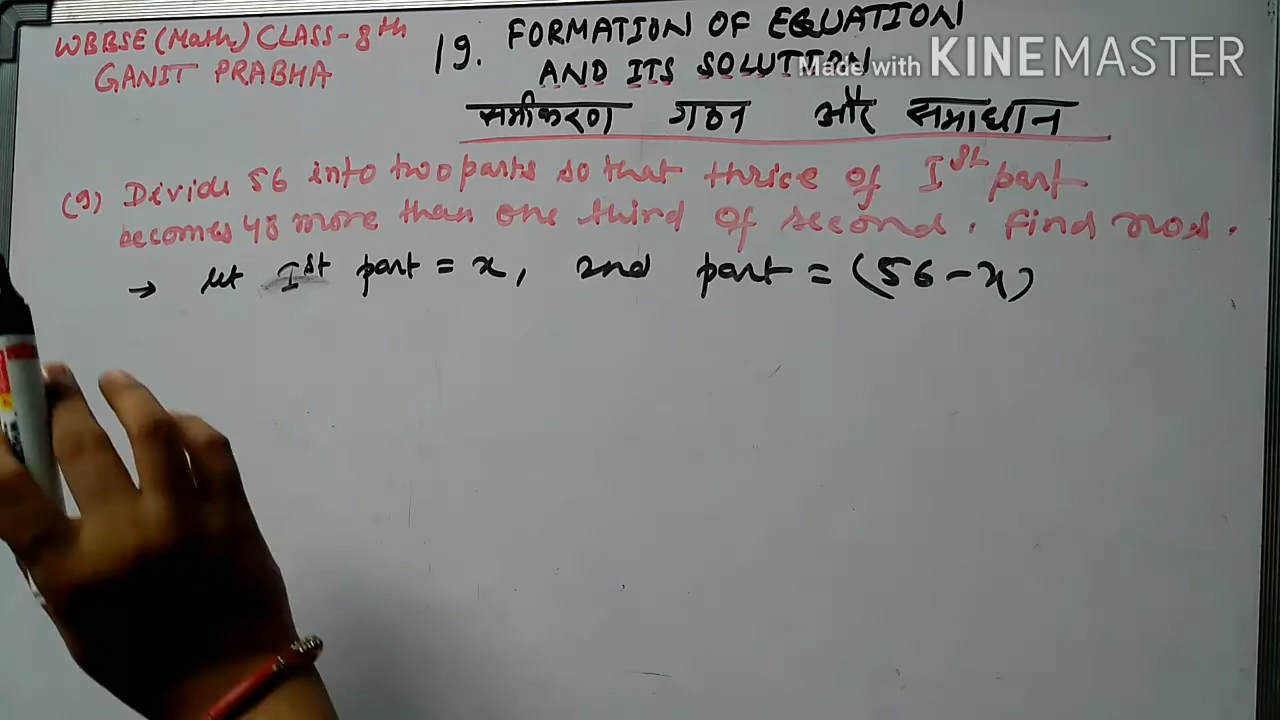 WBBSE (Math) CLASS - 8th
GANIT PRABHA
19. FORMATION OF EQUATION
AND ITS SOLUTION
Made with KINEMASTER
समीकरण गठन और समाधान
(9) Divide 56 into two parts so that thrice of Ist part
becomes 48 more than one third of second. Find nos.
→ let Ist part = x, 2nd part = (56 - x)